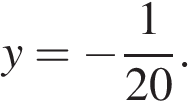 y = −1/20.